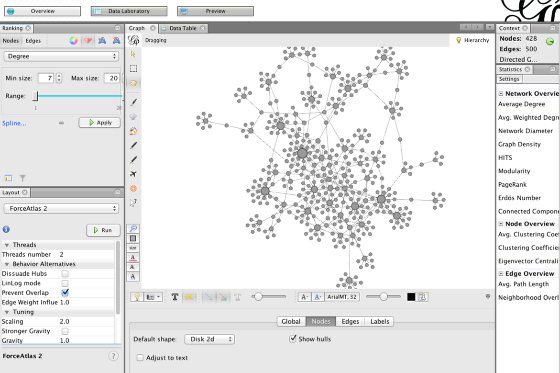 Overview
Data Laboratory
Preview
Ranking
Nodes Edges
Degree
Min size: 7 Max size: 20
Range:
Spline...
Apply
Layout
ForceAtlas 2
Run
Threads
Threads number 2
Behavior Alternatives
Dissuade Hubs
LinLog mode
Prevent Overlap
Edge Weight Influe 1.0
Tuning
Scaling 2.0
Stronger Gravity
Gravity 1.0
ForceAtlas 2
Graph
Data Table
Dragging
Hierarchy
ArialMT, 32
Global Nodes Edges Labels
Default shape: Disk 2d
Show hulls
Adjust to text
Context
Nodes: 428
Edges: 500
Directed G...
Statistics
Settings
Network Overvie
Average Degree
Avg. Weighted Degre
Network Diameter
Graph Density
HITS
Modularity
PageRank
Erdös Number
Connected Compone
Node Overview
Avg. Clustering Coef
Clustering Coefficie
Eigenvector Centrali
Edge Overview
Avg. Path Length
Neighborhood Overl